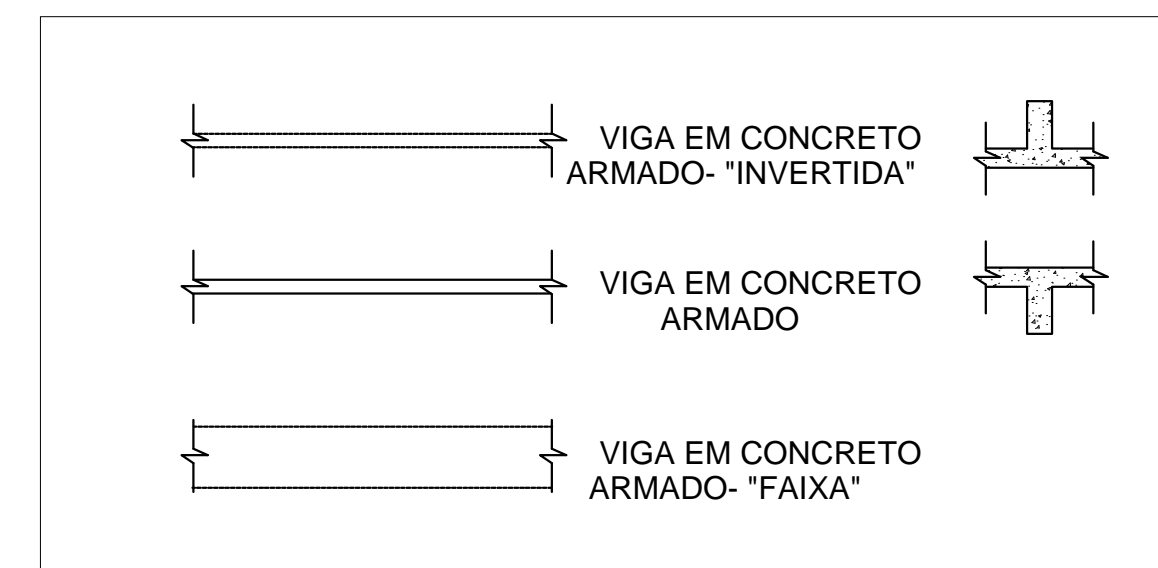 VIGA EM CONCRETO
ARMADO- "INVERTIDA"
VIGA EM CONCRETO
ARMADO
VIGA EM CONCRETO
ARMADO- "FAIXA"